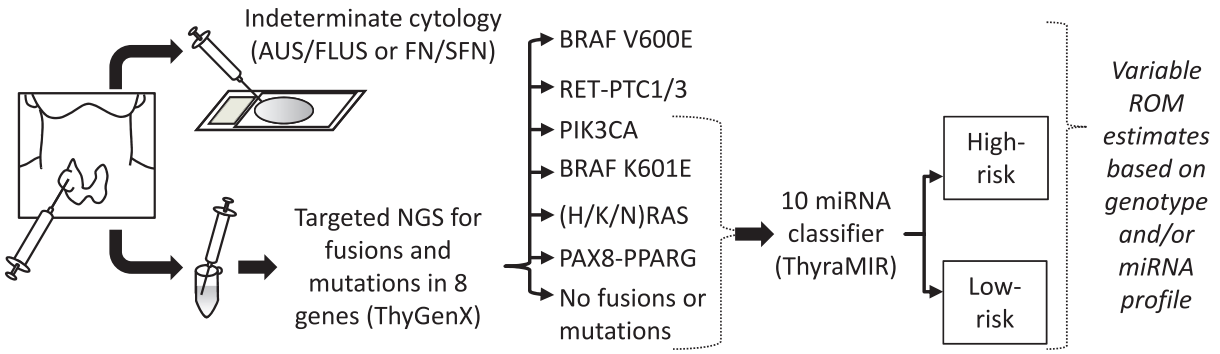 Indeterminate cytology
(AUS/FLUS or FN/SFN)
Targeted NGS for
fusions and
mutations in 8
genes (ThyGenX)
BRAF V600E
RET-PTC1/3
PIK3CA
BRAF K601E
(H/K/N)RAS
PAX8-PPARG
No fusions or
mutations
10 miRNA
classifier
(ThyraMIR)
High-
risk
Low-
risk
Variable
ROM
estimates
based on
genotype
and/or
miRNA
profile